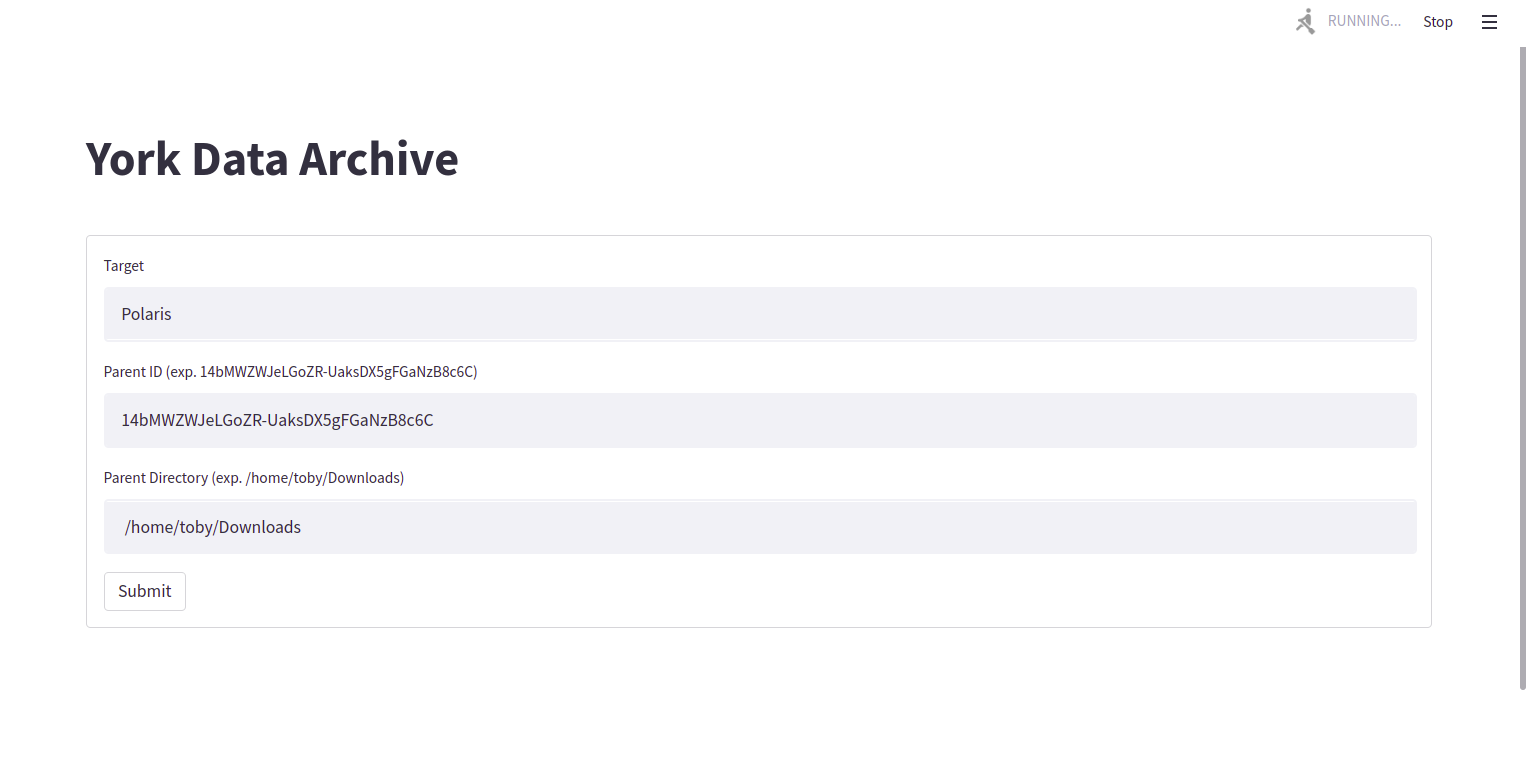 RUNNING... Stop
York Data Archive
Target
Polaris
Parent ID (exp. 14bMWZWJeLGoZR-UaksDX5gFGaNzB8c6C)
14bMWZWJeLGoZR-UaksDX5gFGaNzB8c6C
Parent Directory (exp. /home/toby/Downloads)
/home/toby/Downloads
Submit